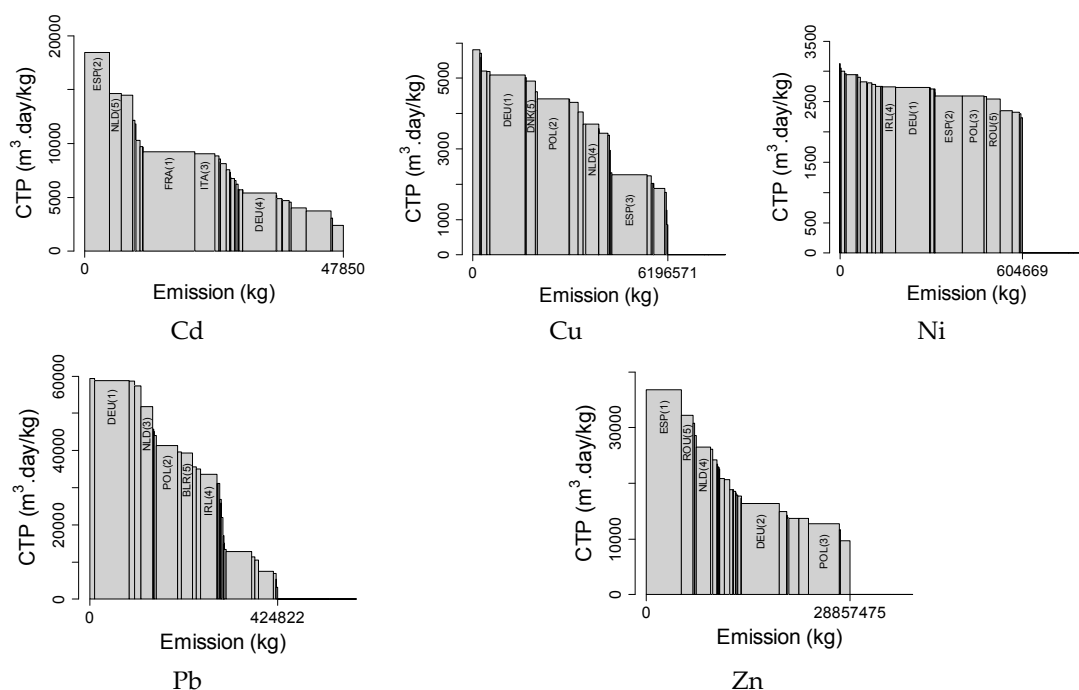 CTP (m³.day/kg)
20000
15000
10000
5000
0
ESP(2)
NLD(5)
FRA(1)
ITA(3)
DEU(4)
0
47850
Emission (kg)
Cd
CTP (m³.day/kg)
5000
3000
1000
0
DEU(1)
DNK(5)
POL(2)
NLD(4)
ESP(3)
0
6196571
Emission (kg)
Cu
CTP (m³.day/kg)
3500
2500
1500
500
0
IRL(4)
DEU(1)
ESP(2)
POL(3)
ROU(5)
0
604669
Emission (kg)
Ni
CTP (m³.day/kg)
60000
40000
20000
0
DEU(1)
NLD(3)
POL(2)
BLR(5)
IRL(4)
0
424822
Emission (kg)
Pb
CTP (m³.day/kg)
30000
10000
0
ESP(1)
ROU(5)
NLD(4)
DEU(2)
POL(3)
0
28857475
Emission (kg)
Zn